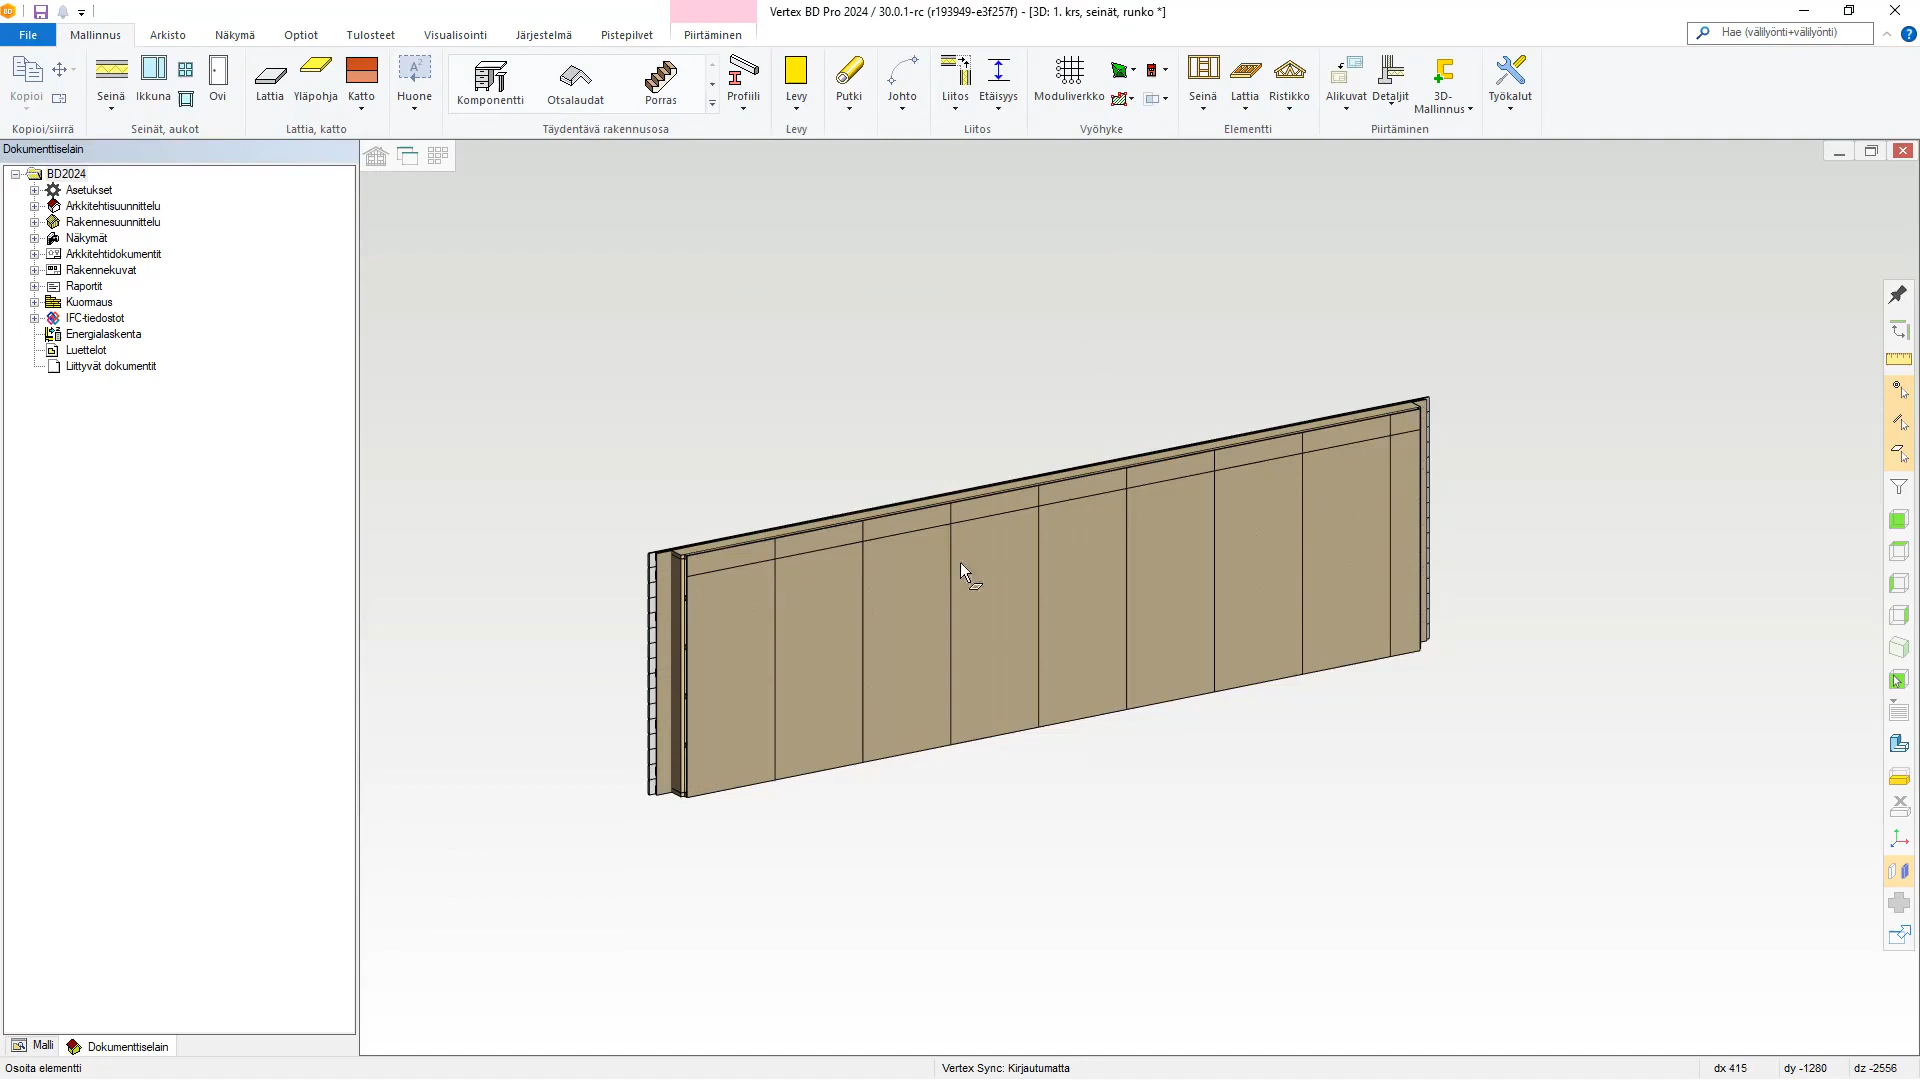 BD
Vertex BD Pro 2024 / 30.0.1-rc (r193949-e3f257f) - [3D: 1. krs, seinät, runko *]
File
Mallinnus
Arkisto
Näkymä
Optiot
Tulosteet
Visualisointi
Järjestelmä
Pistepilvet
Piirtäminen
Hae (välilyönti+välilyönti)
Kopioi
Seinä
Ikkuna
Ovi
Lattia
Yläpohja
Katto
Huone
Komponentti
Otsalaudat
Porras
Profiili
Levy
Putki
Johto
Liitos
Etäisyys
Moduliverkko
Seinä
Lattia
Ristikko
Alikuvat
Detaljit
3D-
Mallinnus
Työkalut
Kopioi/siirrä
Seinät, aukot
Lattia, katto
Täydentävä rakennusosa
Levy
Liitos
Vyöhyke
Elementti
Piirtäminen
Dokumenttiselain
BD2024
Asetukset
Arkkitehtisuunnittelu
Rakennesuunnittelu
Näkymät
Arkkitehtidokumentit
Rakennekuvat
Raportit
Kuormaus
IFC-tiedostot
Energialaskenta
Luettelot
Liittyvät dokumentit
Malli
Dokumenttiselain
Osoita elementti
Vertex Sync: Kirjautumatta
dx 415
dy -1280
dz -2556